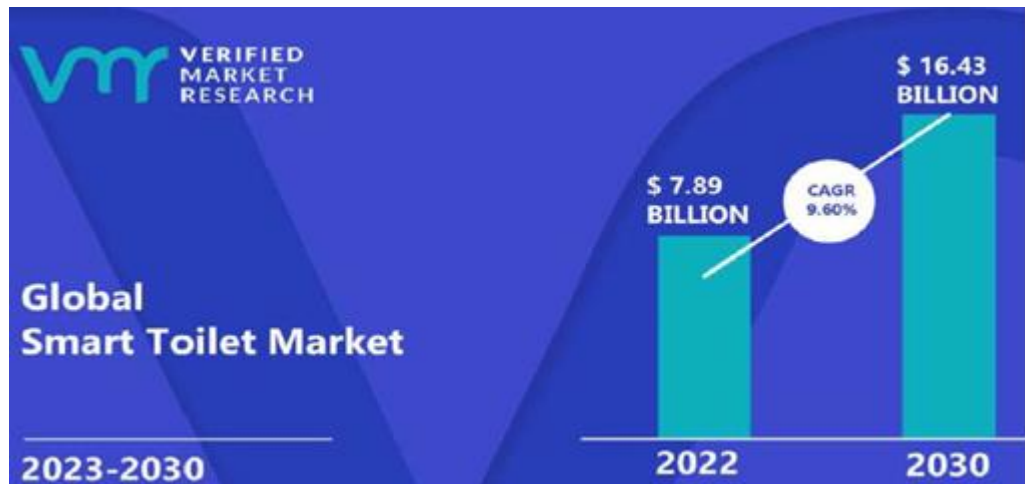 vmr
VERIFIED
MARKET
RESEARCH
Global
Smart Toilet Market
2023-2030
$ 7.89
BILLION
CAGR
9.60%
$ 16.43
BILLION
2022
2030